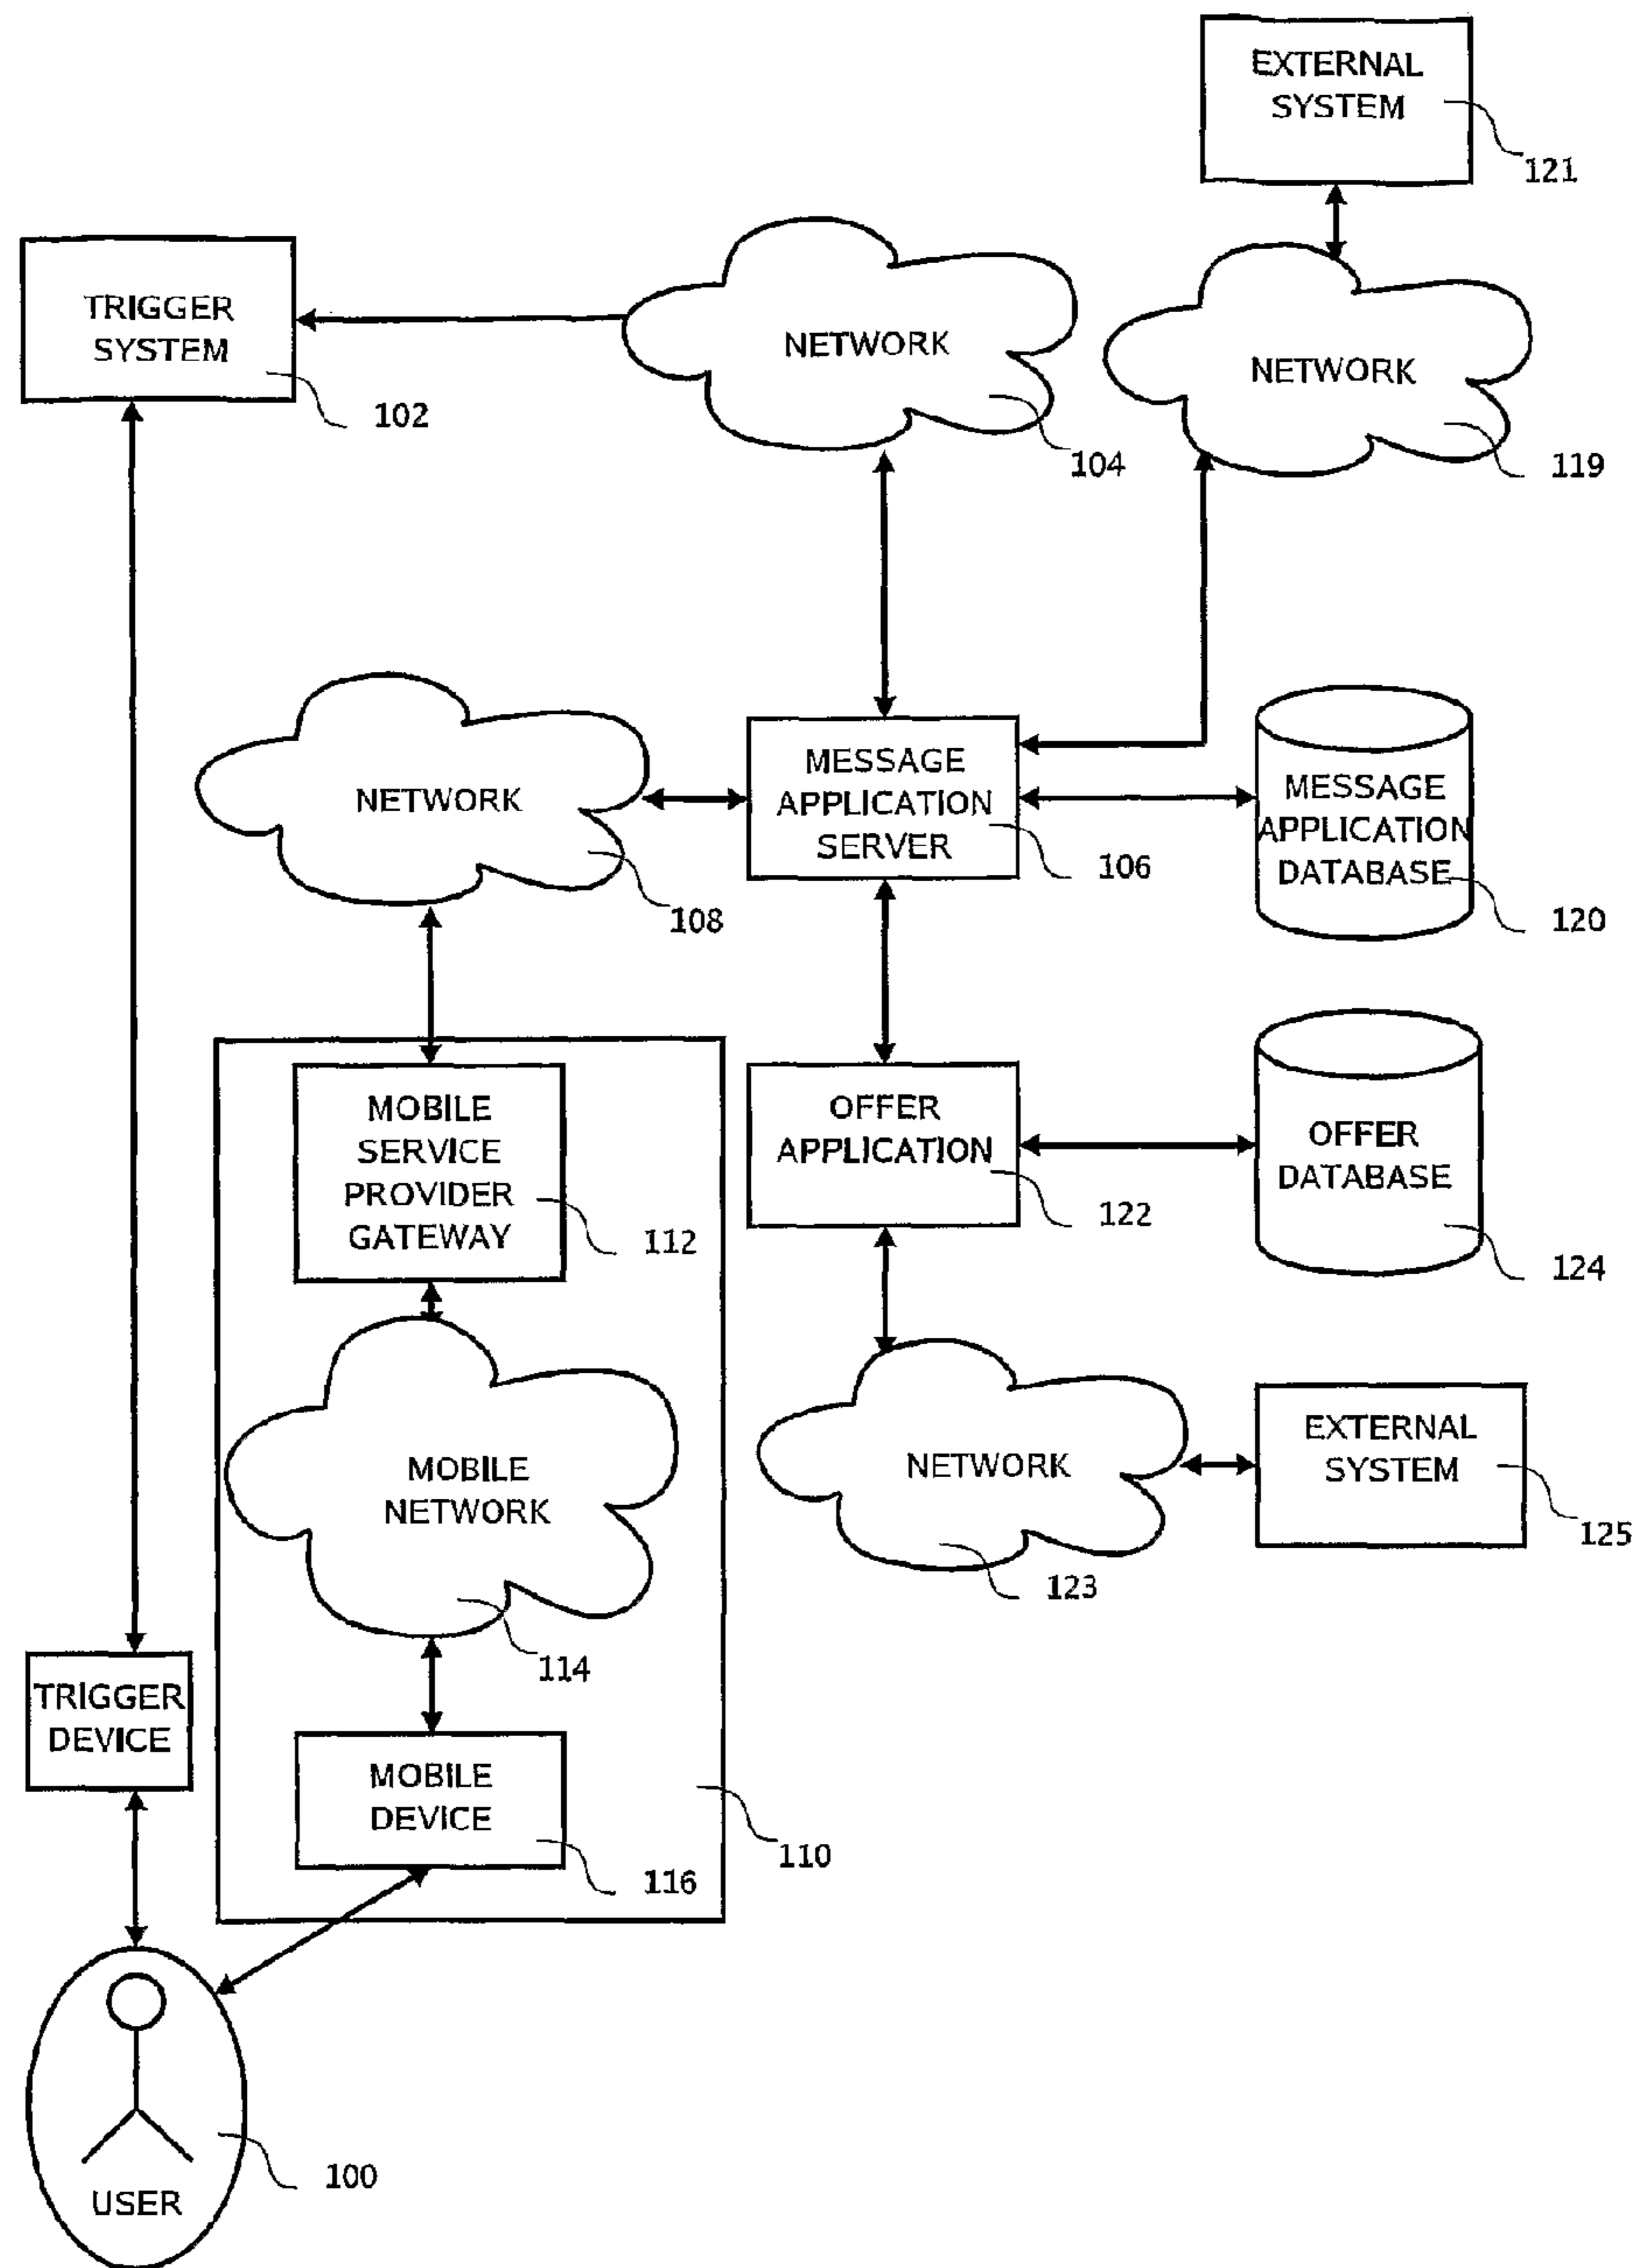 EXTERNAL
SYSTEM
121
TRIGGER
SYSTEM
102
NETWORK
104
NETWORK
119
NETWORK
108
MESSAGE
APPLICATION
SERVER
106
MESSAGE
APPLICATION
DATABASE
120
MOBILE
SERVICE
PROVIDER
GATEWAY
112
OFFER
APPLICATION
122
OFFER
DATABASE
124
MOBILE
NETWORK
114
NETWORK
123
EXTERNAL
SYSTEM
125
TRIGGER
DEVICE
MOBILE
DEVICE
116
110
USER
100